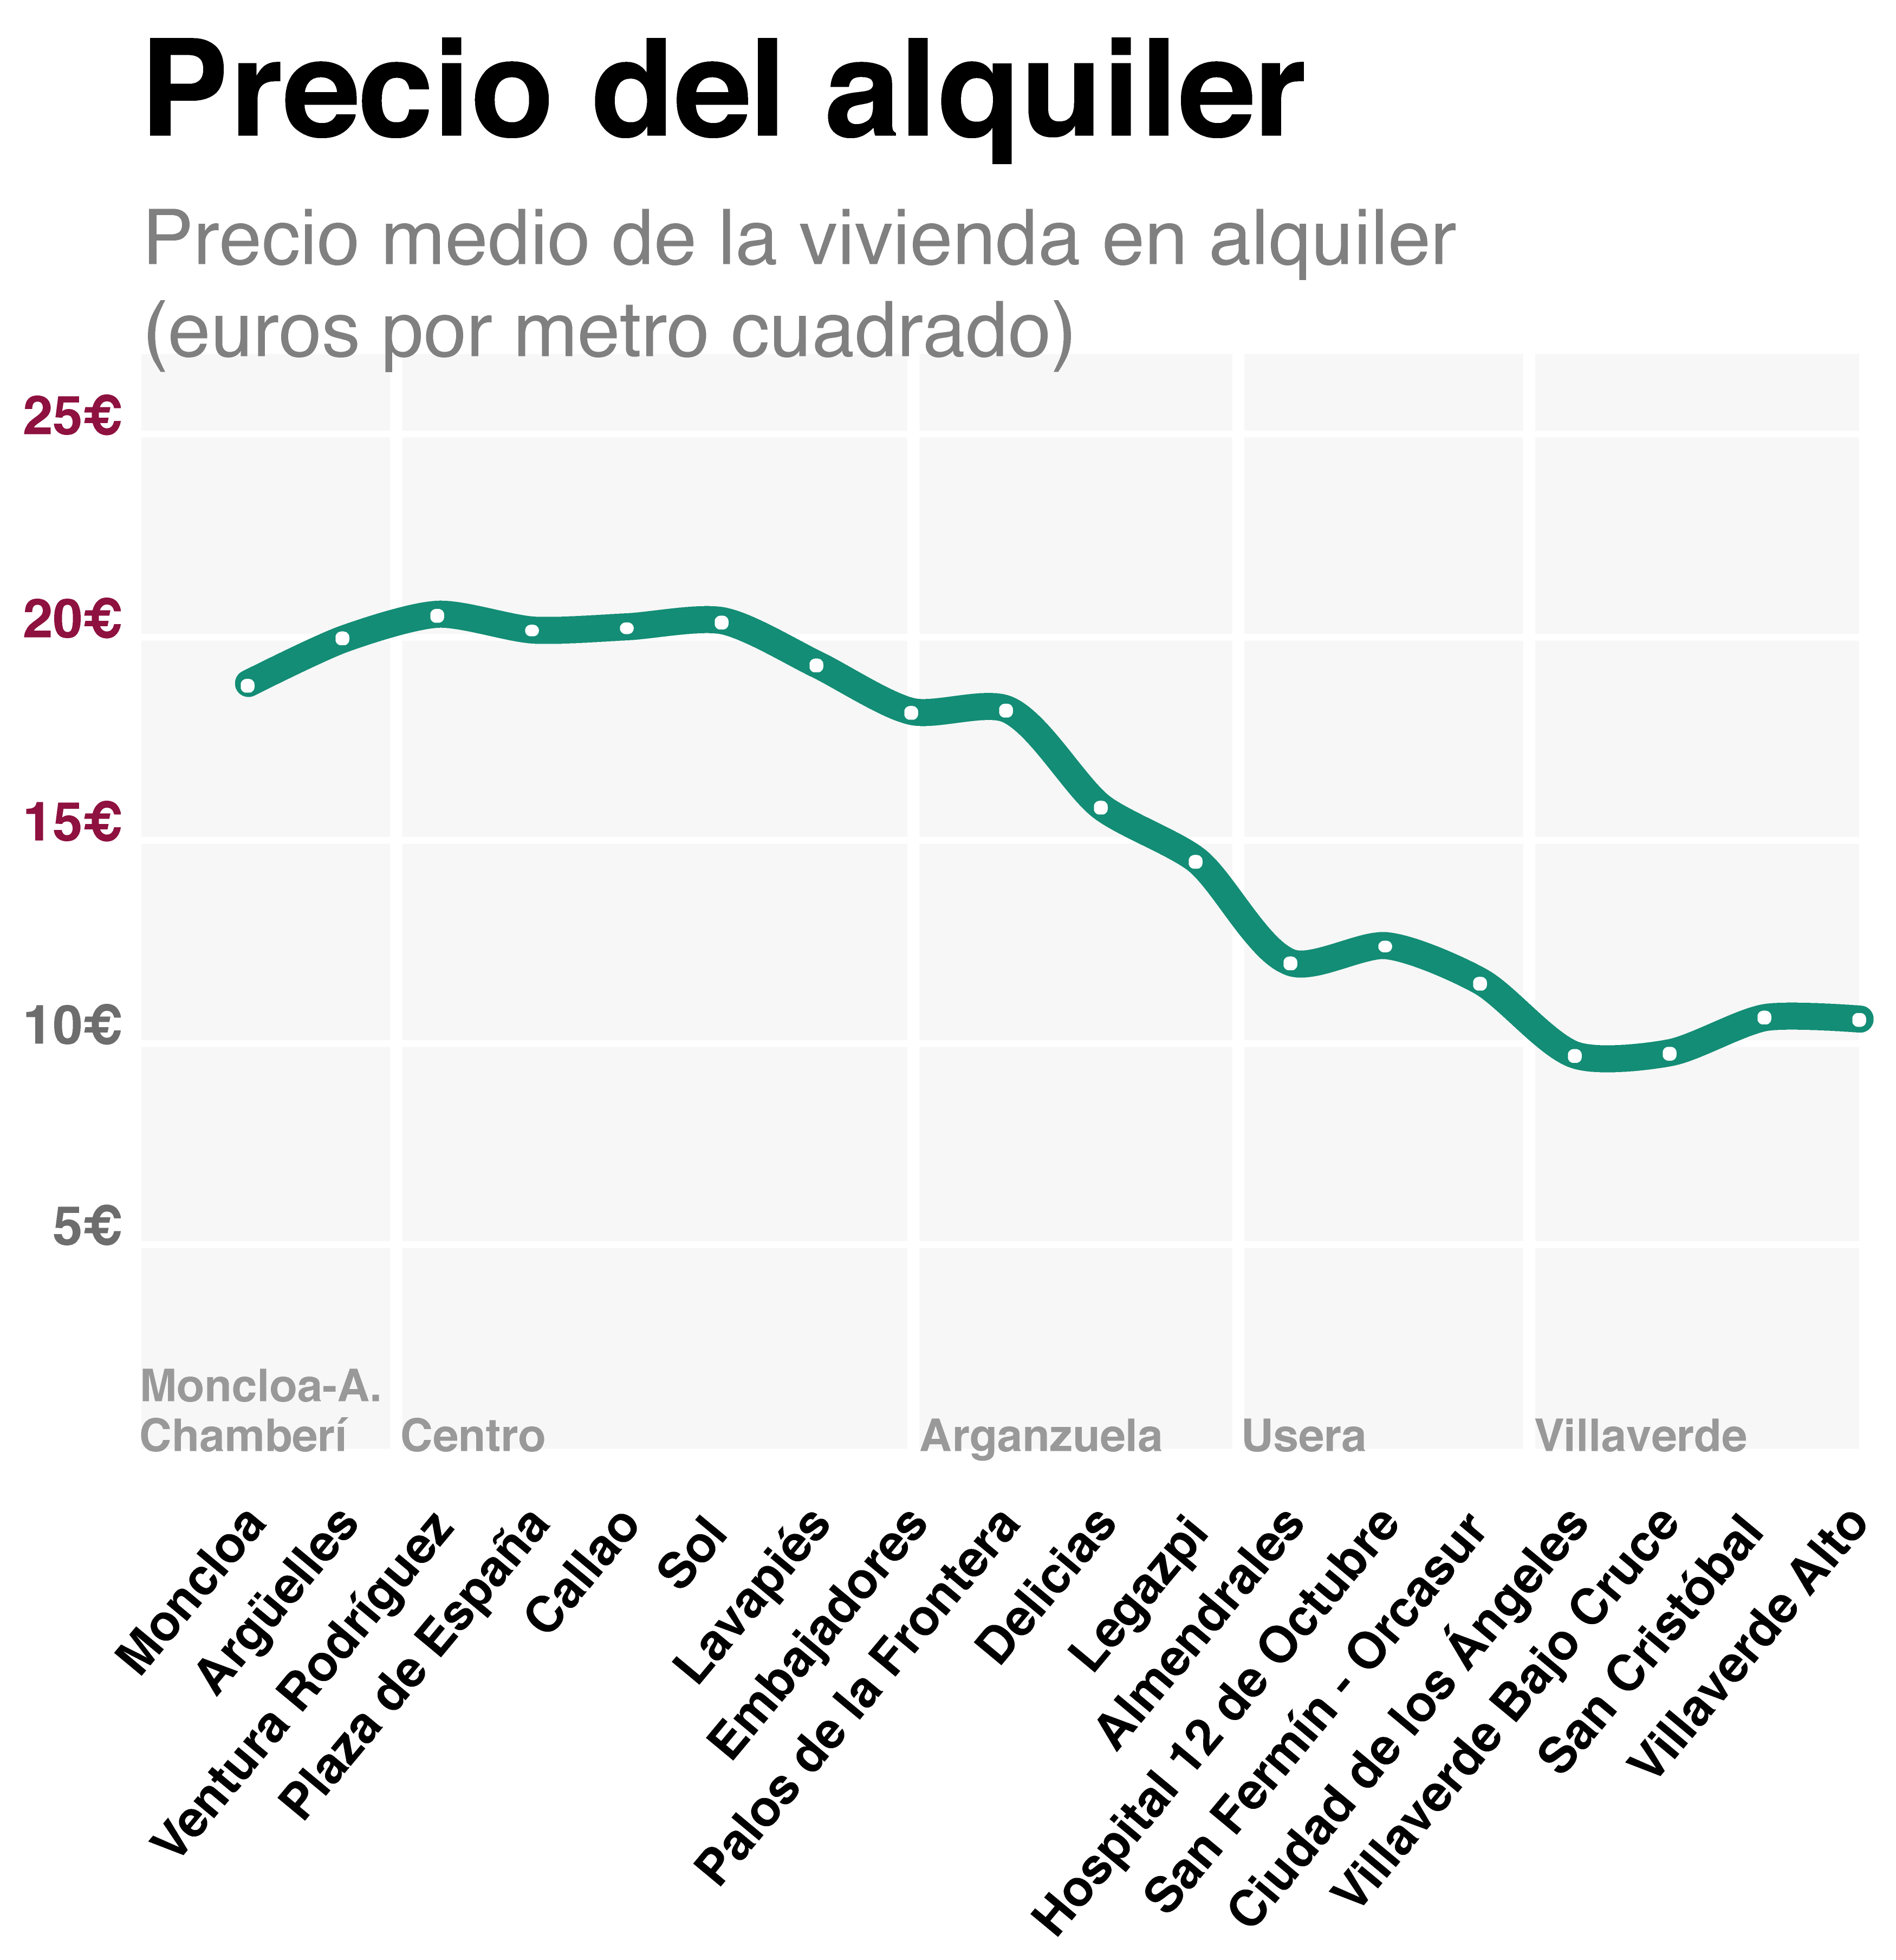 Precio del alquiler
Precio medio de la vivienda en alquiler
(euros por metro cuadrado)
25€
20€
15€
10€
5€
Moncloa-A.
Chamberí
Centro
Arganzuela
Usera
Villaverde
Moncloa
Argüelles
Ventura Rodríguez
Plaza de España
Callao
Sol
Lavapiés
Embajadores
Palos de la Frontera
Delicias
Legazpi
Almendrales
Hospital 12 de Octubre
San Fermín - Orcasur
Ciudad de los Ángeles
Villaverde Bajo Cruce
San Cristóbal
Villaverde Alto